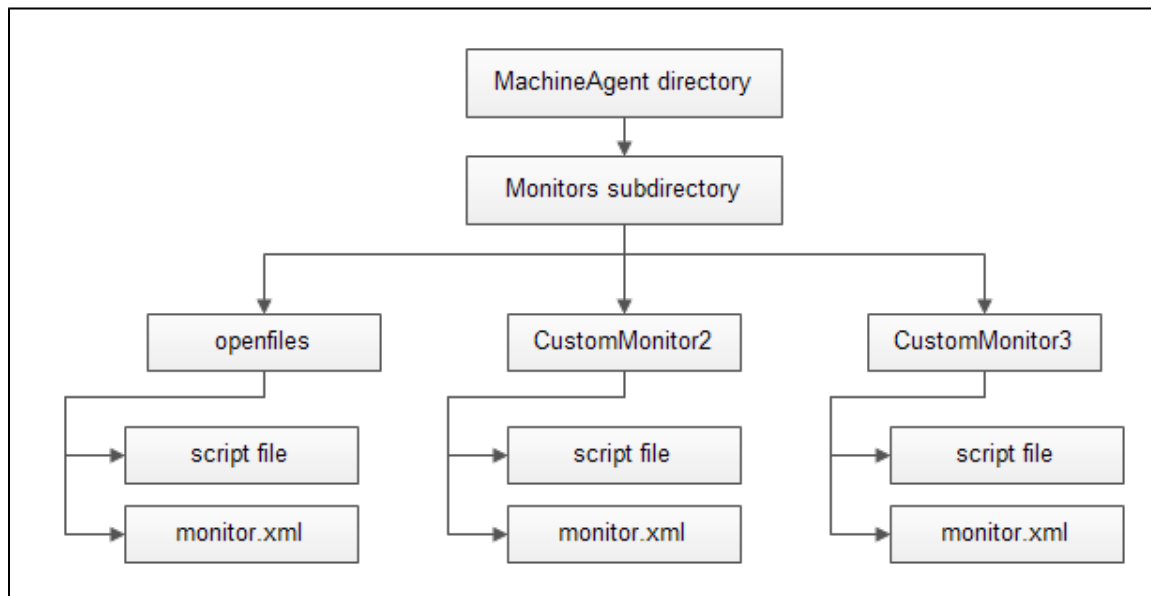 MachineAgent directory
Monitors subdirectory
openfiles
CustomMonitor2
CustomMonitor3
script file
script file
script file
monitor.xml
monitor.xml
monitor.xml